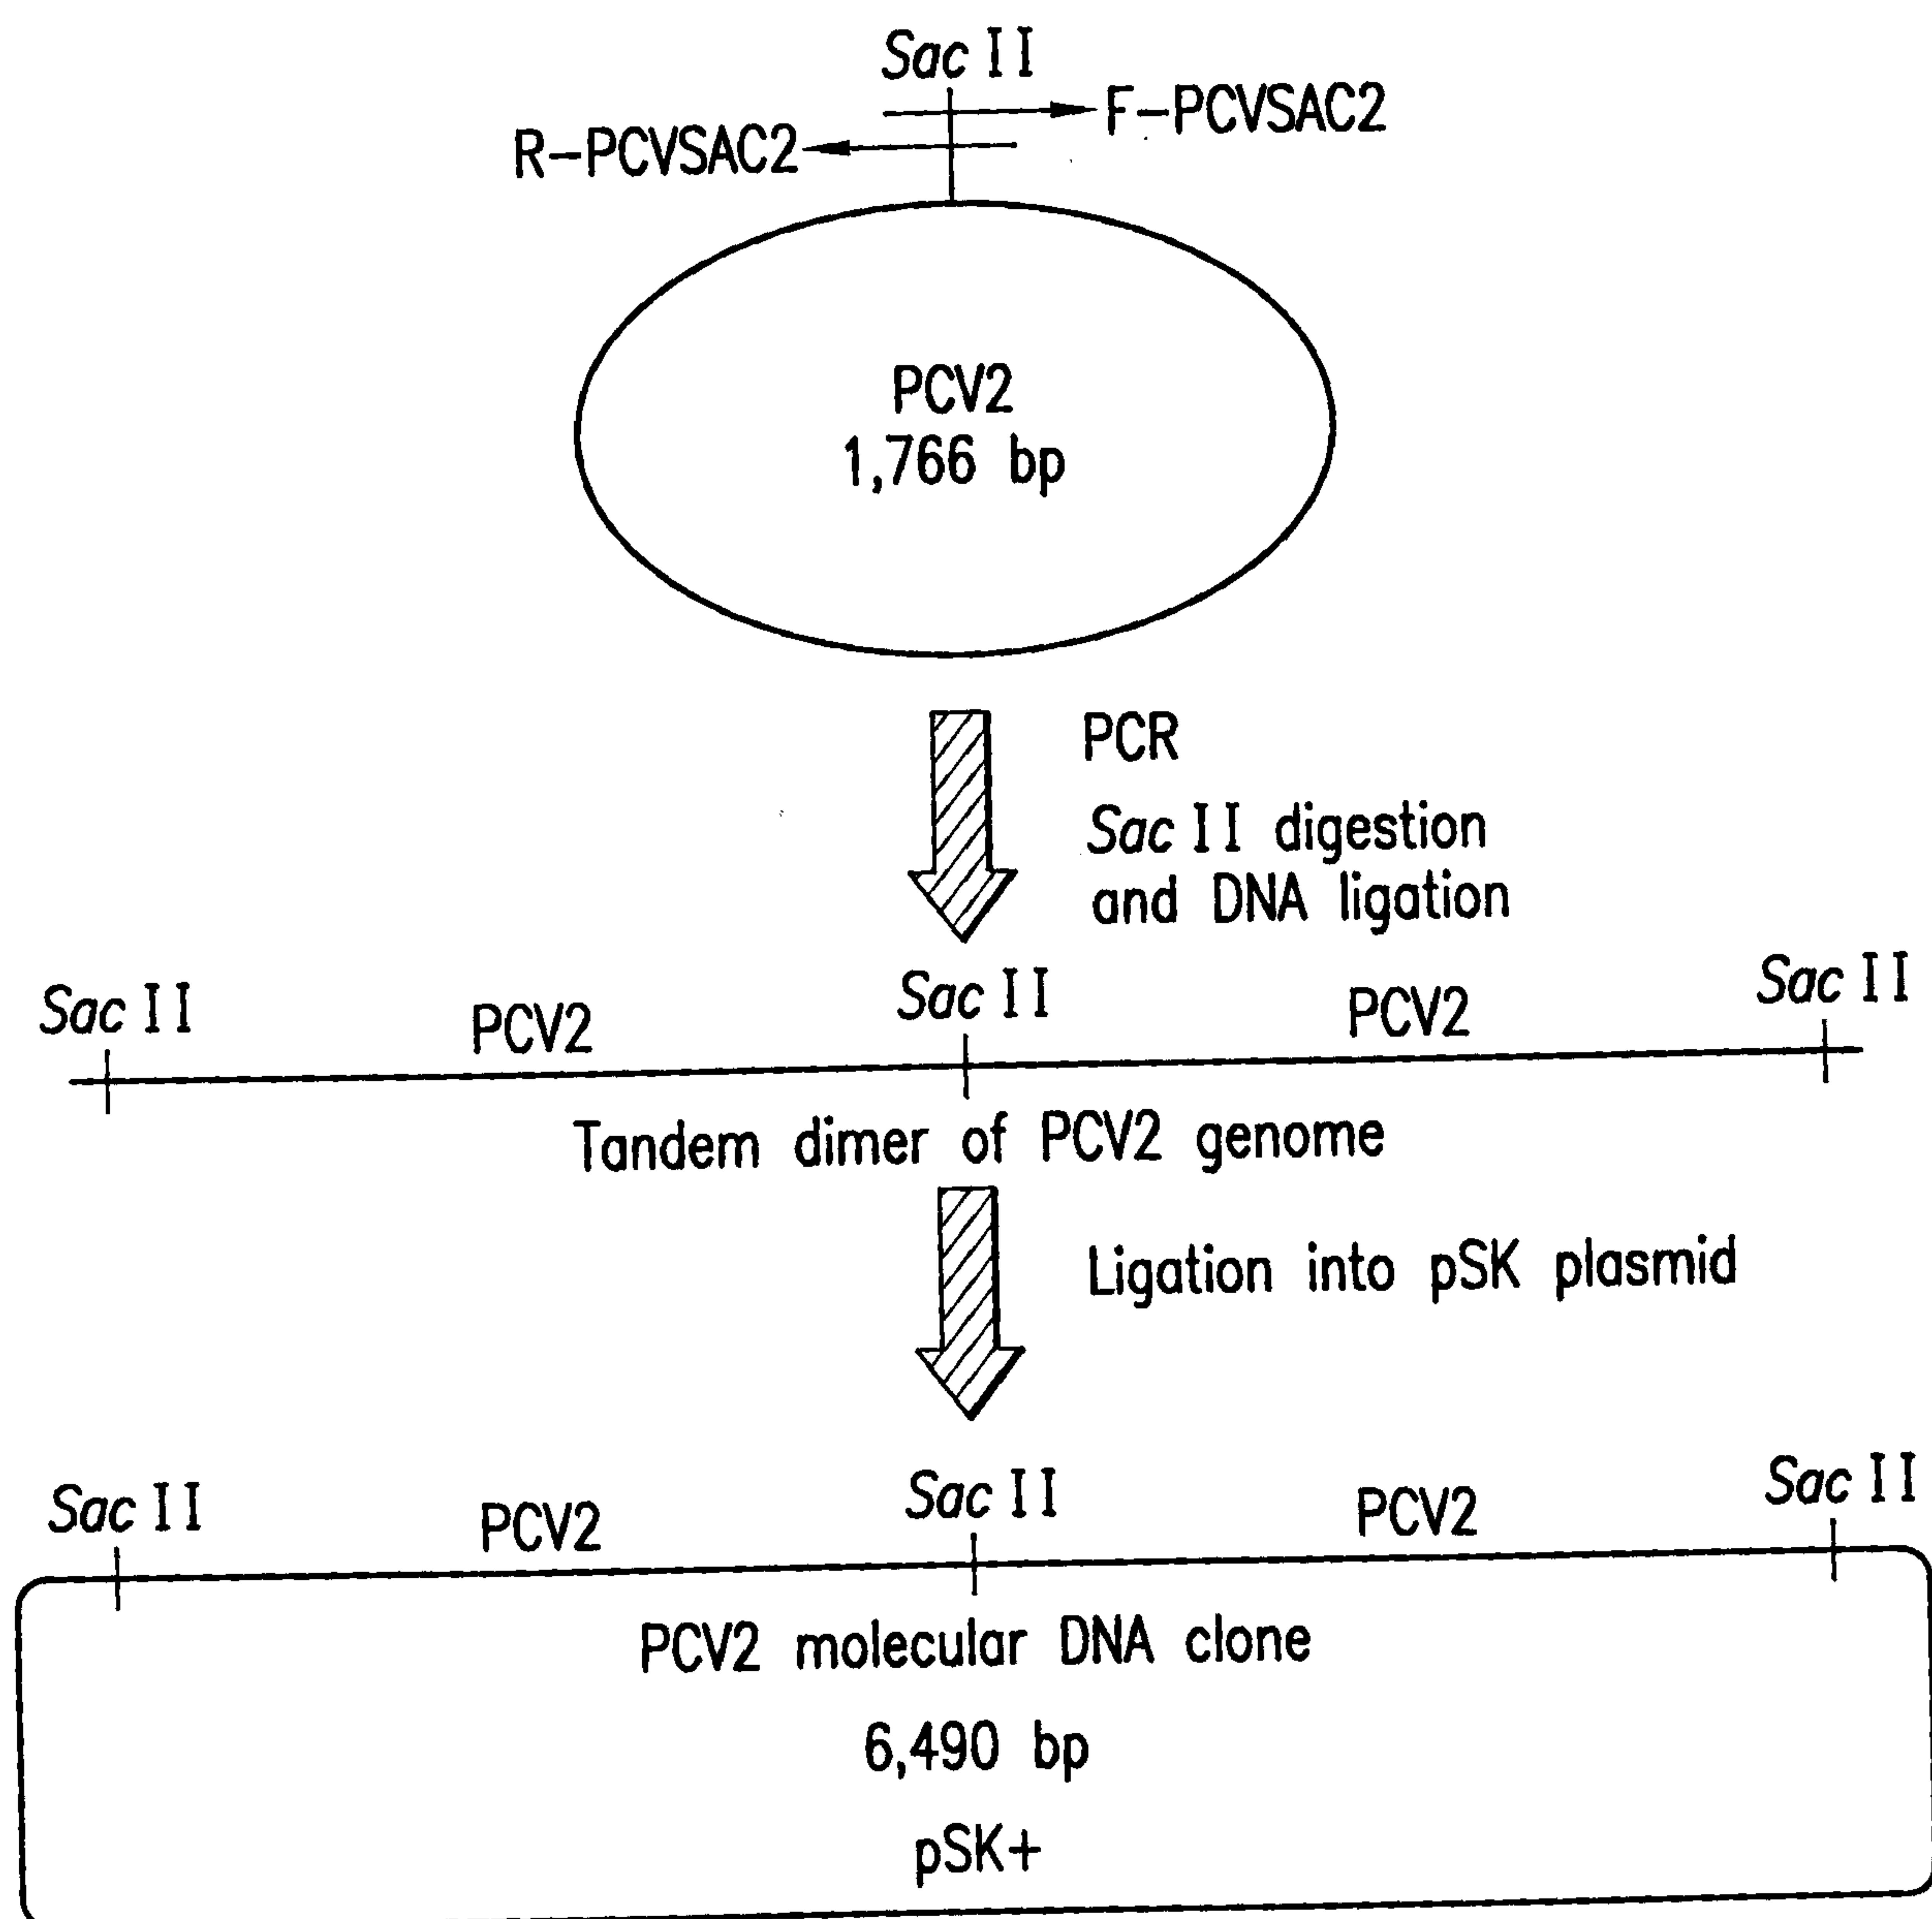 Sac II
F-PCVSAC2
R-PCVSAC2
PCV2
1,766 bp
PCR
Sac II digestion
and DNA ligation
Sac II
PCV2
Sac II
PCV2
Sac II
Tandem dimer of PCV2 genome
Ligation into pSK plasmid
Sac II
PCV2
Sac II
PCV2
Sac II
PCV2 molecular DNA clone
6,490 bp
pSK+